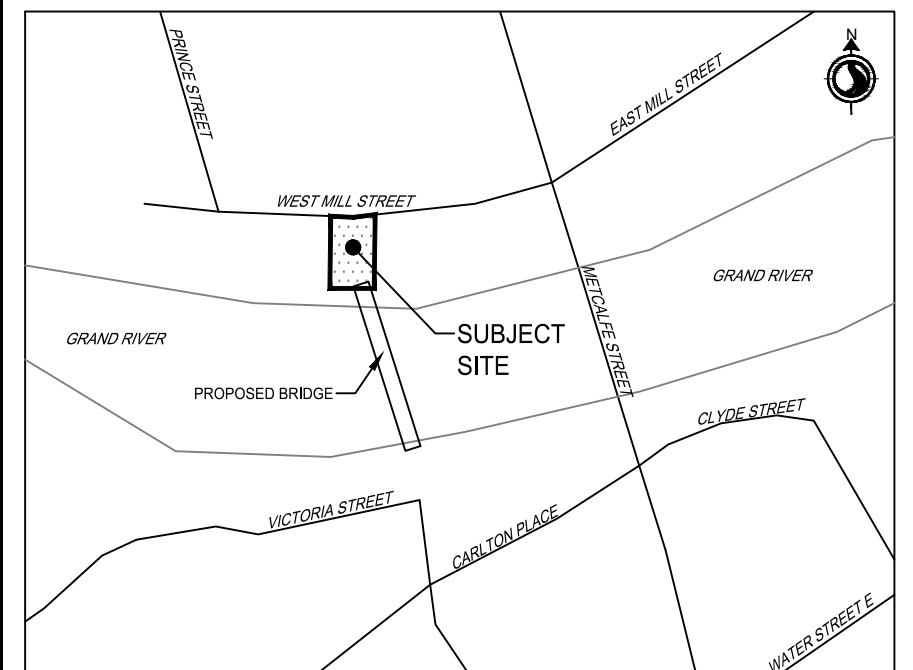 PRINCE STREET
EAST MILL STREET
N
WEST MILL STREET
GRAND RIVER
METCALFE STREET
GRAND RIVER
SUBJECT
SITE
PROPOSED BRIDGE
CLYDE STREET
VICTORIA STREET
CARLTON PLACE
WATER STREET E